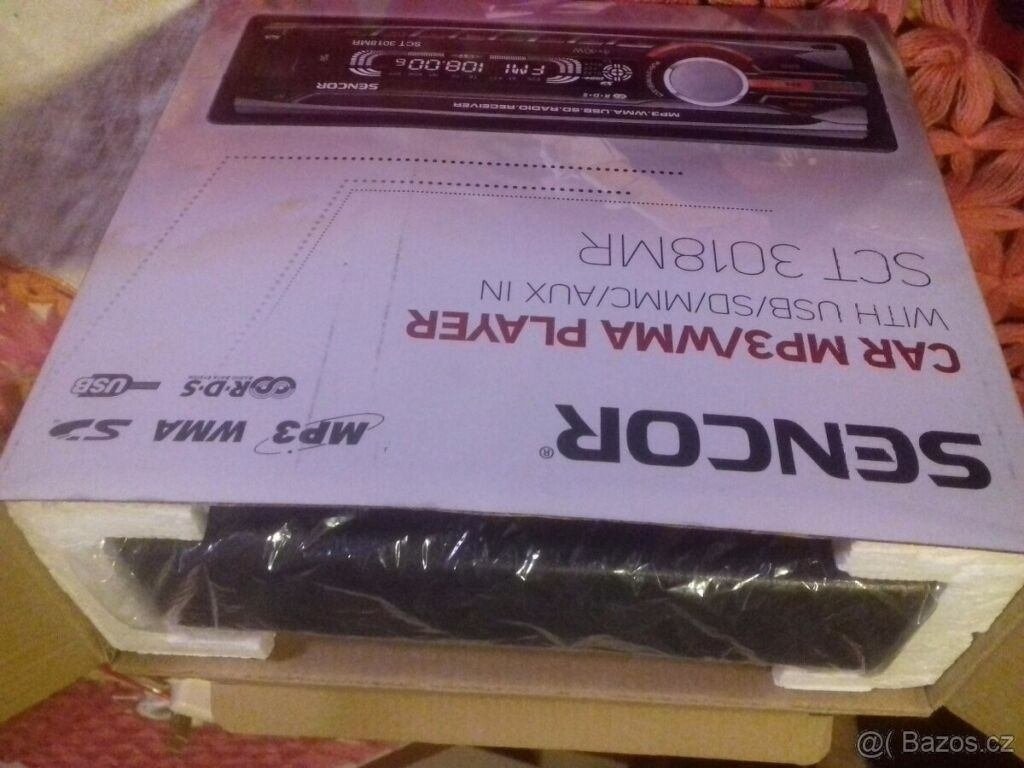 SENCOR®
CAR MP3/WMA PLAYER
WITH USB/SD/MMC/AUX IN
SCT 3018MR
MP3 WMA SD
R·D·S USB
MP3.WMA.USB.SD.RADIO.RECEIVER
SENCOR
FM1 108.00
SCT 3018MR
@( Bazos.cz